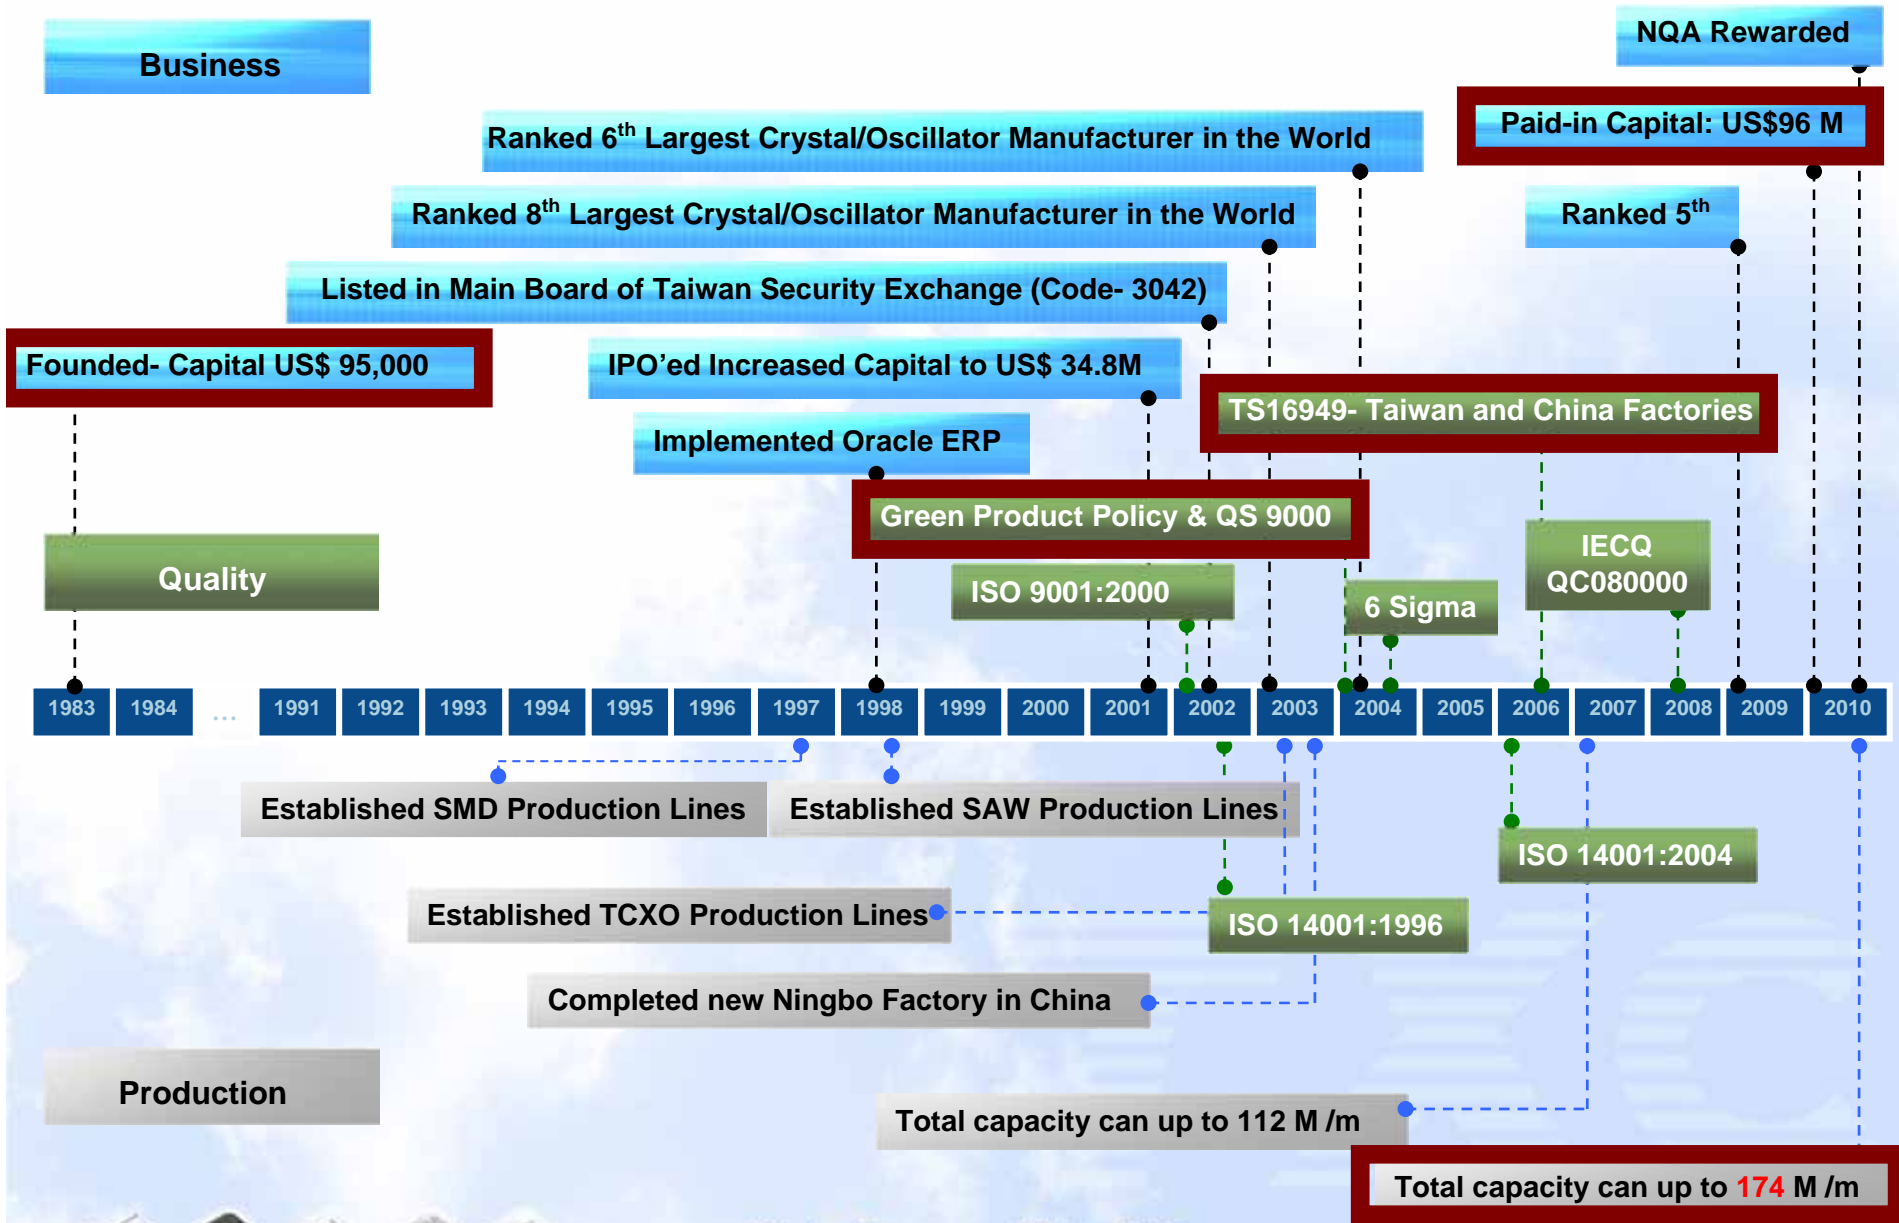 NQA Rewarded
Business
Paid-in Capital: US$96 M
Ranked 6th Largest Crystal/Oscillator Manufacturer in the World
Ranked 8th Largest Crystal/Oscillator Manufacturer in the World
Ranked 5th
Listed in Main Board of Taiwan Security Exchange (Code- 3042)
Founded- Capital US$ 95,000
IPO’ed Increased Capital to US$ 34.8M
TS16949- Taiwan and China Factories
Implemented Oracle ERP
Green Product Policy & QS 9000
IECQ
QC080000
Quality
ISO 9001:2000
6 Sigma
1983 1984 ... 1991 1992 1993 1994 1995 1996 1997 1998 1999 2000 2001 2002 2003 2004 2005 2006 2007 2008 2009 2010
Established SMD Production Lines
Established SAW Production Lines
ISO 14001:2004
Established TCXO Production Lines
ISO 14001:1996
Completed new Ningbo Factory in China
Production
Total capacity can up to 112 M /m
Total capacity can up to 174 M /m